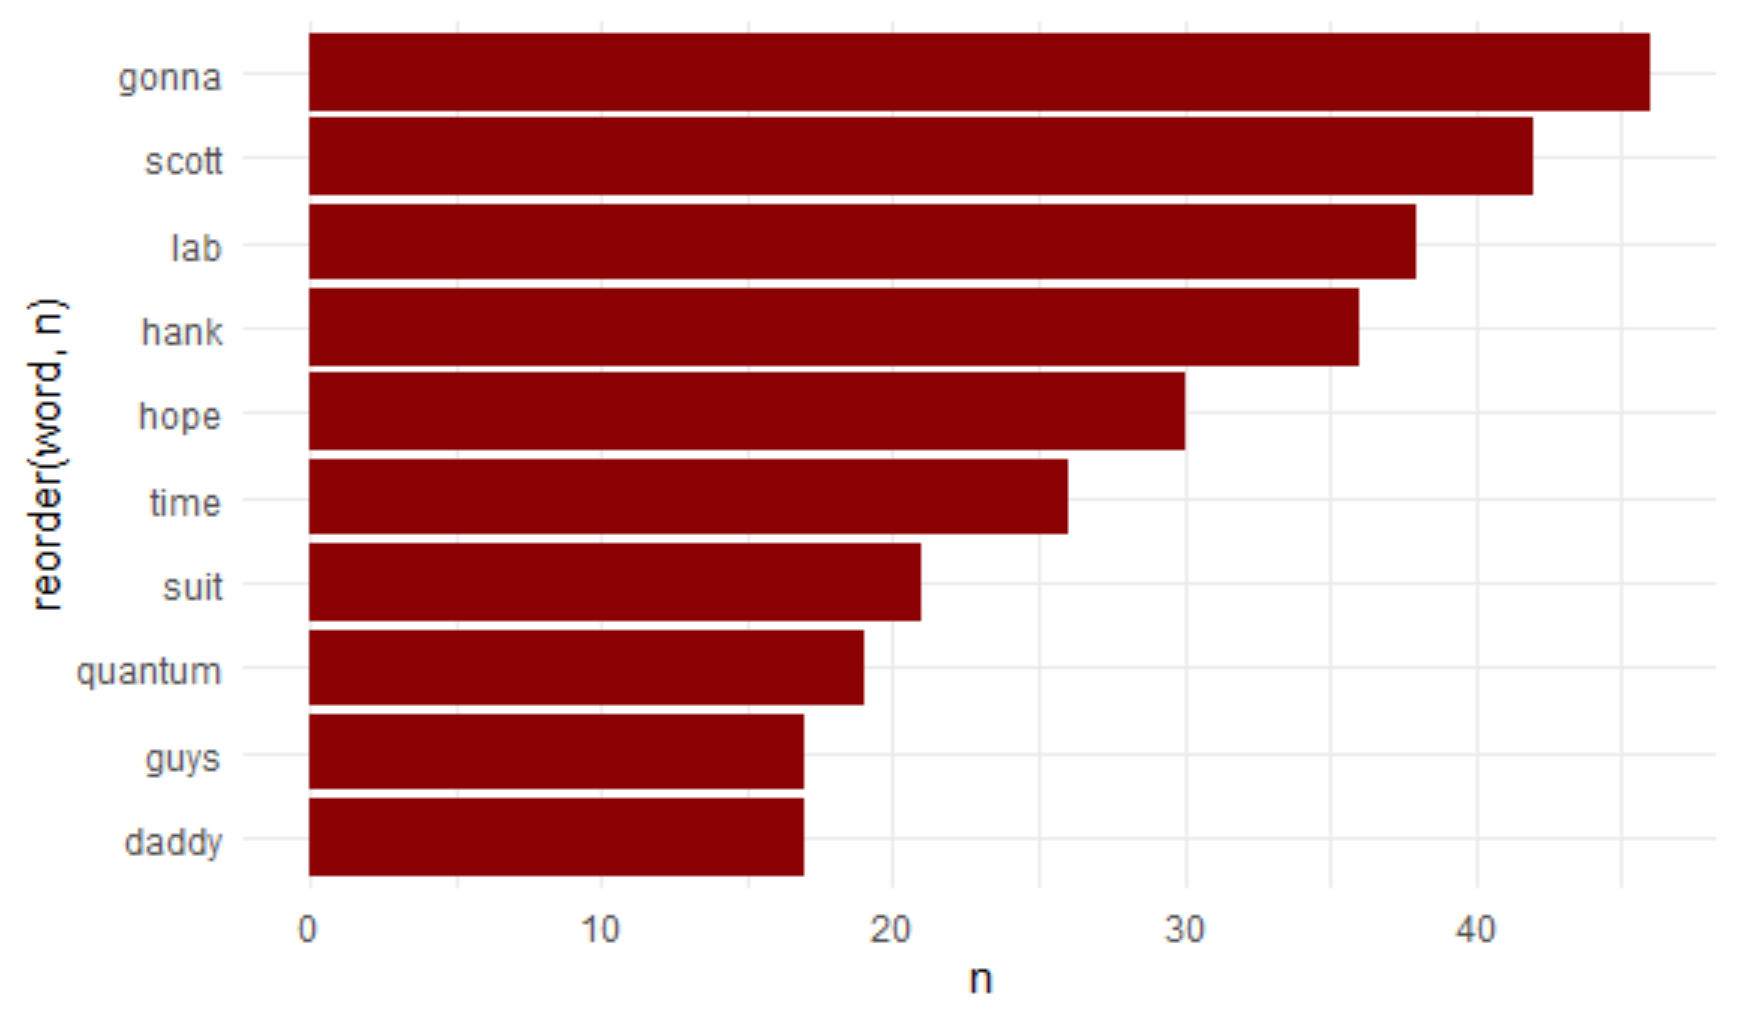 reorder(word, n)
gonna
scott
lab
hank
hope
time
suit
quantum
guys
daddy
0 10 20 30 40
n